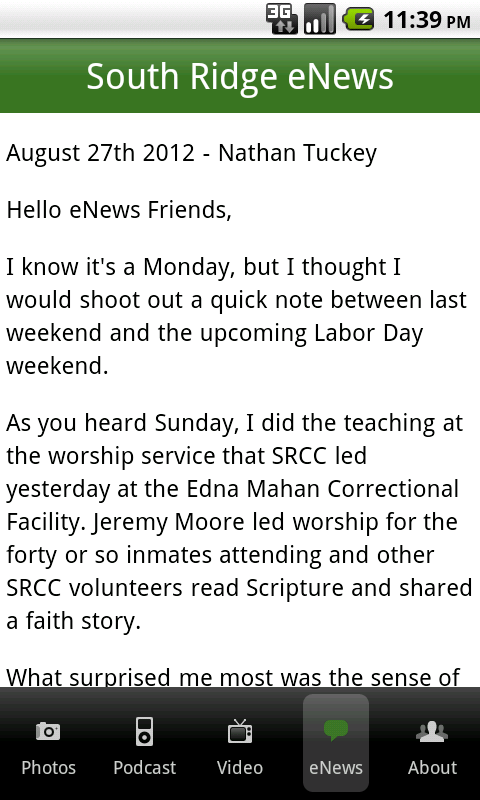 3G 11:39 PM
South Ridge eNews
August 27th 2012 - Nathan Tuckey
Hello eNews Friends,
I know it's a Monday, but I thought I
would shoot out a quick note between last
weekend and the upcoming Labor Day
weekend.
As you heard Sunday, I did the teaching at
the worship service that SRCC led
yesterday at the Edna Mahan Correctional
Facility. Jeremy Moore led worship for the
forty or so inmates attending and other
SRCC volunteers read Scripture and shared
a faith story.
What surprised me most was the sense of
Photos Podcast Video eNews About